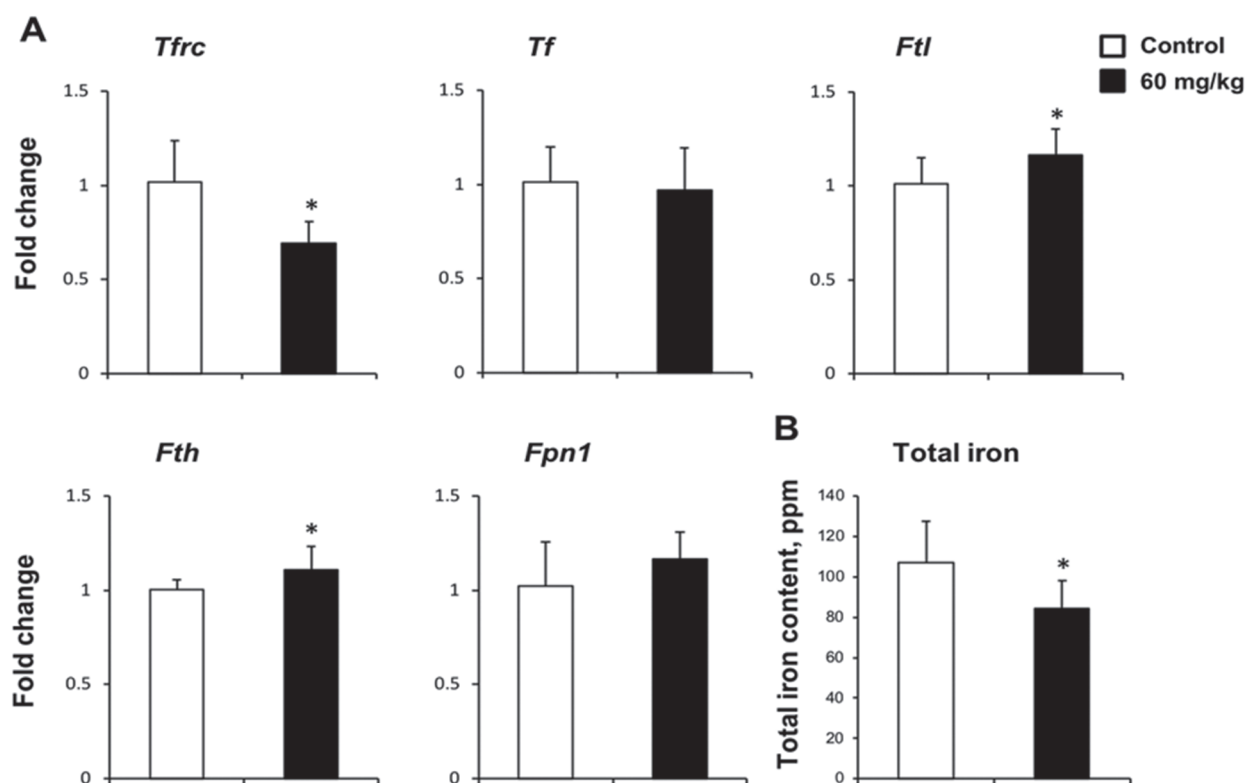 A
Tfrc
Tf
Ftl
Control
60 mg/kg
Fold change
1.5
1
0.5
0
*
1.5
1
0.5
0
1.5
1
0.5
0
*
B
Fth
Fpn1
Total iron
Fold change
1.5
1
0.5
0
*
1.5
1
0.5
0
Total iron content, ppm
140
120
100
80
60
40
20
0
*